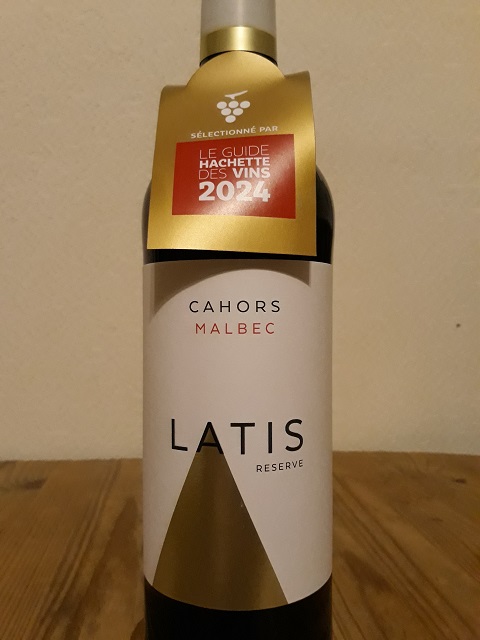 SÉLECTIONNÉ PAR
LE GUIDE
HACHETTE
DES VINS
2024
CAHORS
MALBEC
LATIS
RESERVE